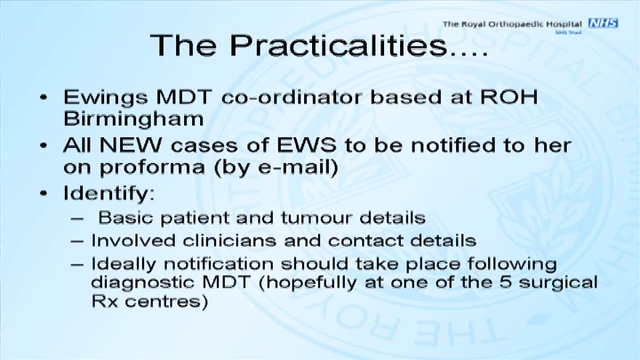 The Royal Orthopaedic Hospital NHS
NHS Trust
The Practicalities....
• Ewings MDT co-ordinator based at ROH
Birmingham
• All NEW cases of EWS to be notified to her
on proforma (by e-mail)
• Identify:
– Basic patient and tumour details
– Involved clinicians and contact details
– Ideally notification should take place following
diagnostic MDT (hopefully at one of the 5 surgical
Rx centres)